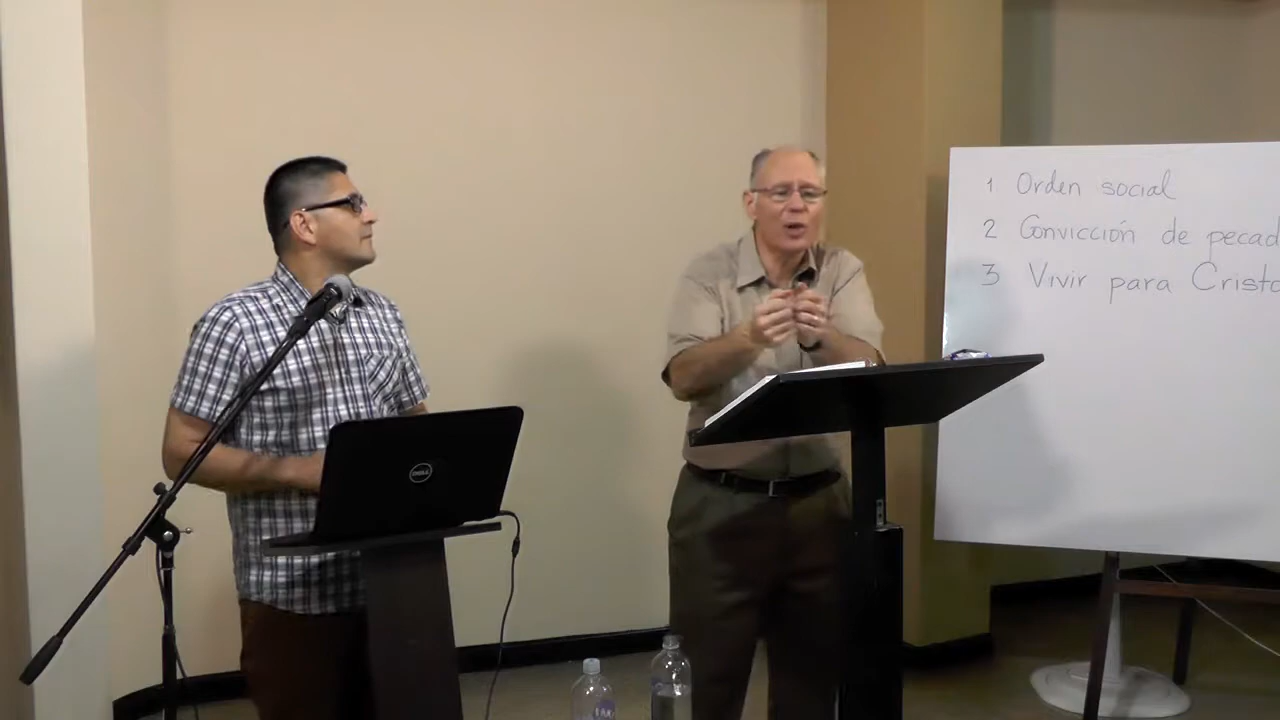 1 Orden social
2 Convicción de pecad
3 Vivir para Cristo
DELL